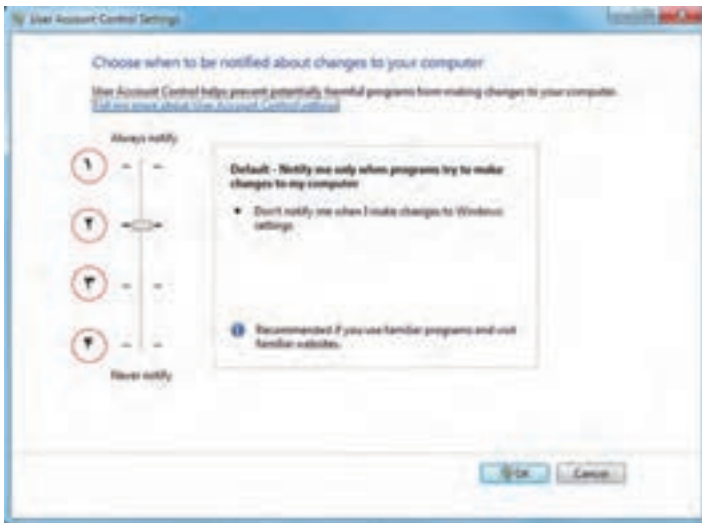 User Account Control Settings
Choose when to be notified about changes to your computer
User Account Control helps prevent potentially harmful programs from making changes to your computer.
Tell me more about User Account Control settings
Always notify
۱
Default - Notify me only when programs try to make
changes to my computer
۲
• Don't notify me when I make changes to Windows
settings
۳
۴
Recommended if you use familiar programs and visit
familiar websites.
Never notify
OK
Cancel